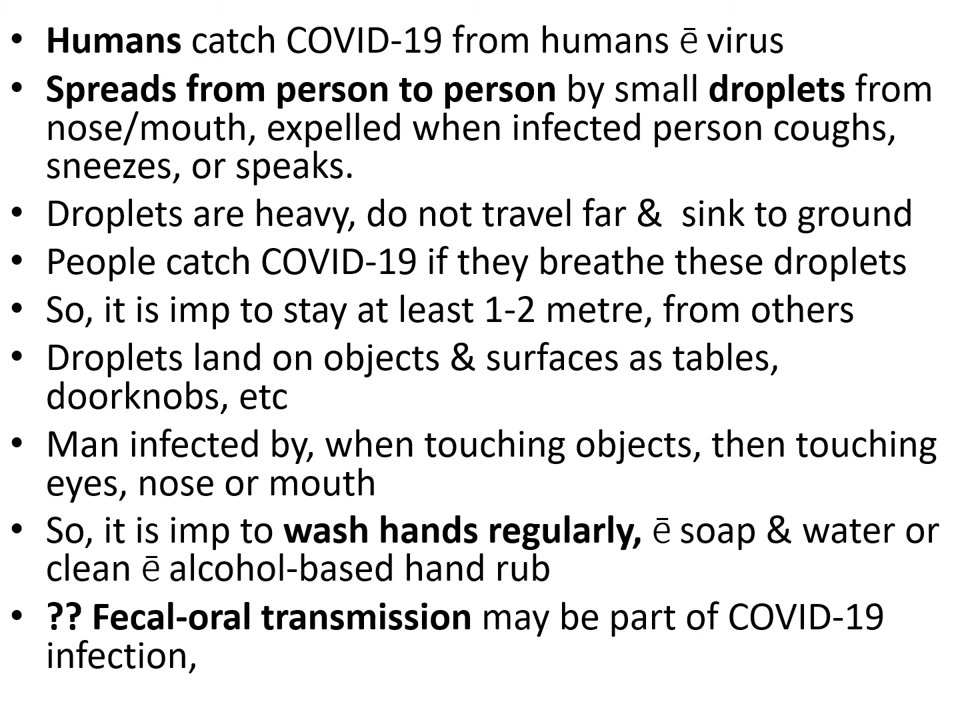 • Humans catch COVID-19 from humans ē virus
• Spreads from person to person by small droplets from
nose/mouth, expelled when infected person coughs,
sneezes, or speaks.
• Droplets are heavy, do not travel far &  sink to ground
• People catch COVID-19 if they breathe these droplets
• So, it is imp to stay at least 1-2 metre, from others
• Droplets land on objects & surfaces as tables,
doorknobs, etc
• Man infected by, when touching objects, then touching
eyes, nose or mouth
• So, it is imp to wash hands regularly, ē soap & water or
clean ē alcohol-based hand rub
• ?? Fecal-oral transmission may be part of COVID-19
infection,